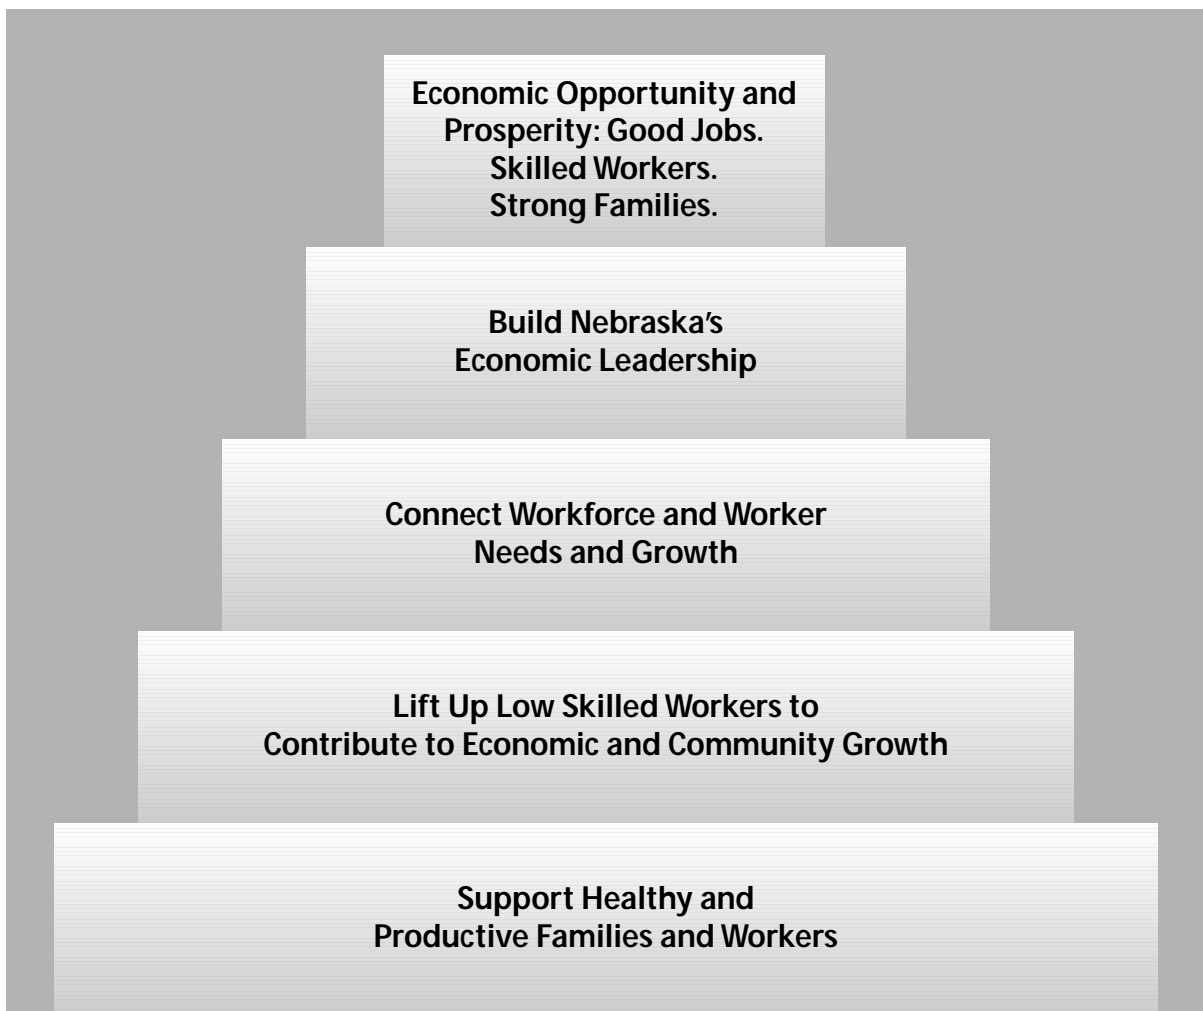 Economic Opportunity and
Prosperity: Good Jobs.
Skilled Workers.
Strong Families.
Build Nebraska’s
Economic Leadership
Connect Workforce and Worker
Needs and Growth
Lift Up Low Skilled Workers to
Contribute to Economic and Community Growth
Support Healthy and
Productive Families and Workers